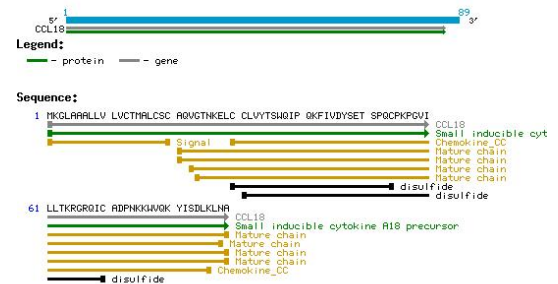 1 89
5' 3'
CCL18
Legend:
- protein - gene
Sequence:
1 MKGLAAALLV LVCTMALCSC AQVGTNKELC CLVYTSWQIP QKFIVDYSET SPQCPKPGVI
CCL18
Small inducible cyt
Signal Chemokine_CC
Mature chain
Mature chain
Mature chain
Mature chain
disulfide
disulfide
61 LLTKRGRQIC ADPNKKWVQK YISDLKLNA
CCL18
Small inducible cytokine A18 precursor
Mature chain
Mature chain
Mature chain
Mature chain
Chemokine_CC
disulfide